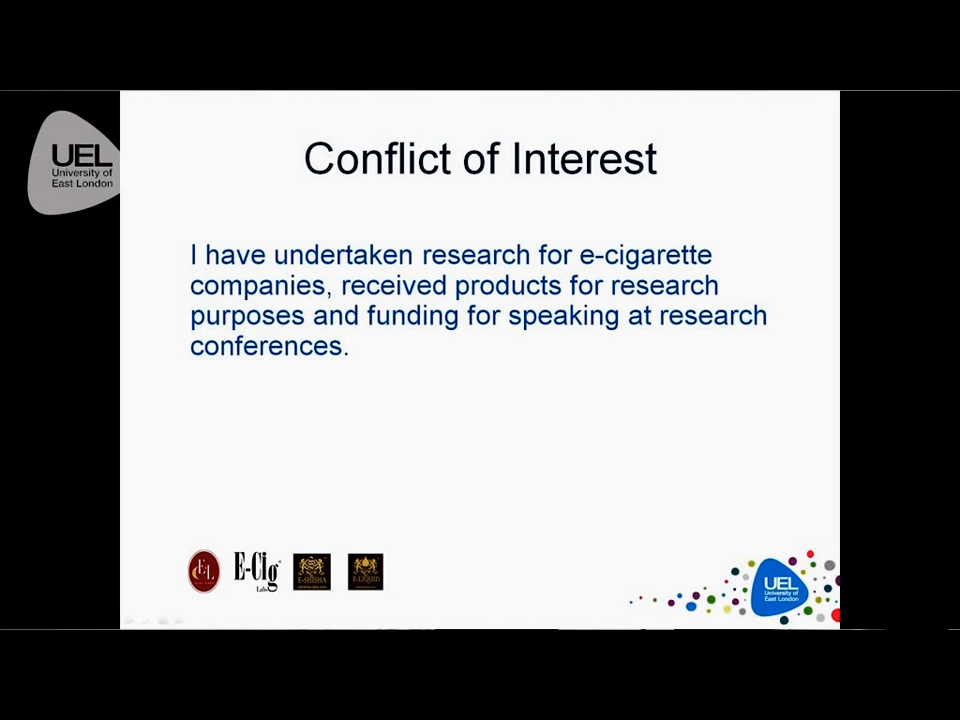 Conflict of Interest
UEL
University of
East London
I have undertaken research for e-cigarette
companies, received products for research
purposes and funding for speaking at research
conferences.
E-Cig
Labs
E-SHISHA
E-LIQUID
UEL
University of
East London